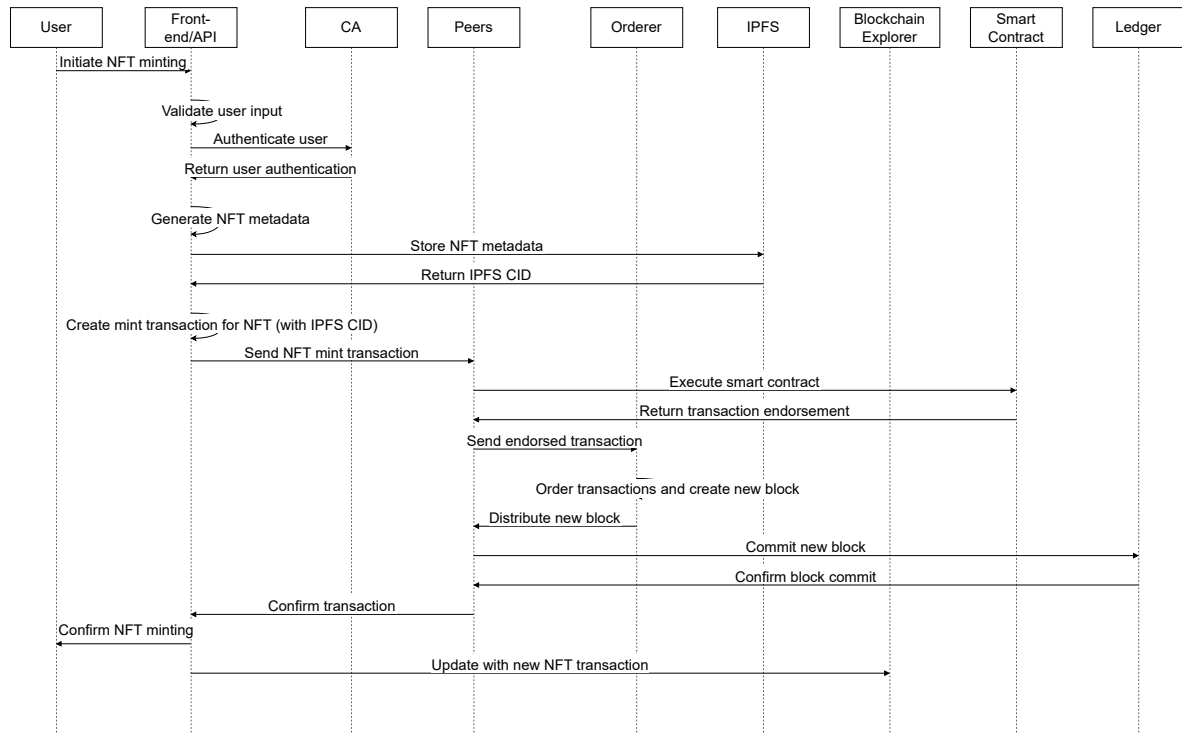 User
Front-
end/API
CA
Peers
Orderer
IPFS
Blockchain
Explorer
Smart
Contract
Ledger
Initiate NFT minting
Validate user input
Authenticate user
Return user authentication
Generate NFT metadata
Store NFT metadata
Return IPFS CID
Create mint transaction for NFT (with IPFS CID)
Send NFT mint transaction
Execute smart contract
Return transaction endorsement
Send endorsed transaction
Order transactions and create new block
Distribute new block
Commit new block
Confirm block commit
Confirm transaction
Confirm NFT minting
Update with new NFT transaction